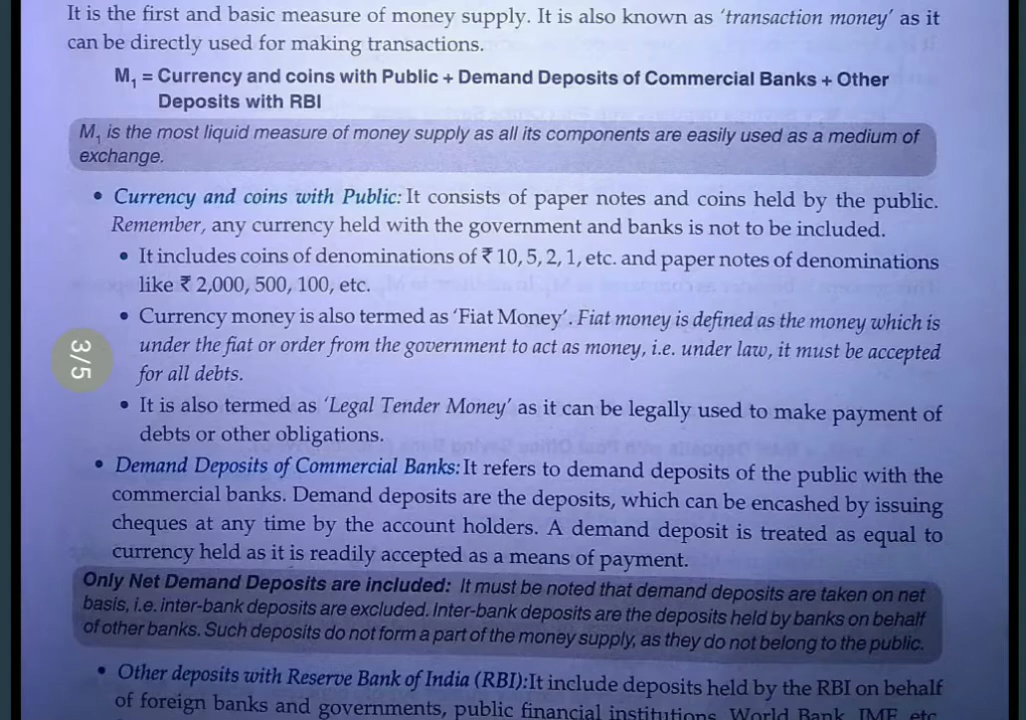 It is the first and basic measure of money supply. It is also known as 'transaction money' as it
can be directly used for making transactions.
M₁ = Currency and coins with Public + Demand Deposits of Commercial Banks + Other
Deposits with RBI
M₁ is the most liquid measure of money supply as all its components are easily used as a medium of
exchange.
• Currency and coins with Public: It consists of paper notes and coins held by the public.
Remember, any currency held with the government and banks is not to be included.
• It includes coins of denominations of ₹ 10, 5, 2, 1, etc. and paper notes of denominations
like ₹ 2,000, 500, 100, etc.
• Currency money is also termed as 'Fiat Money'. Fiat money is defined as the money which is
under the fiat or order from the government to act as money, i.e. under law, it must be accepted
for all debts.
3/5
• It is also termed as 'Legal Tender Money' as it can be legally used to make payment of
debts or other obligations.
• Demand Deposits of Commercial Banks: It refers to demand deposits of the public with the
commercial banks. Demand deposits are the deposits, which can be encashed by issuing
cheques at any time by the account holders. A demand deposit is treated as equal to
currency held as it is readily accepted as a means of payment.
Only Net Demand Deposits are included: It must be noted that demand deposits are taken on net
basis, i.e. inter-bank deposits are excluded. Inter-bank deposits are the deposits held by banks on behalf
of other banks. Such deposits do not form a part of the money supply, as they do not belong to the public.
• Other deposits with Reserve Bank of India (RBI):It include deposits held by the RBI on behalf
of foreign banks and governments, public financial institutions, World Bank, IMF, etc